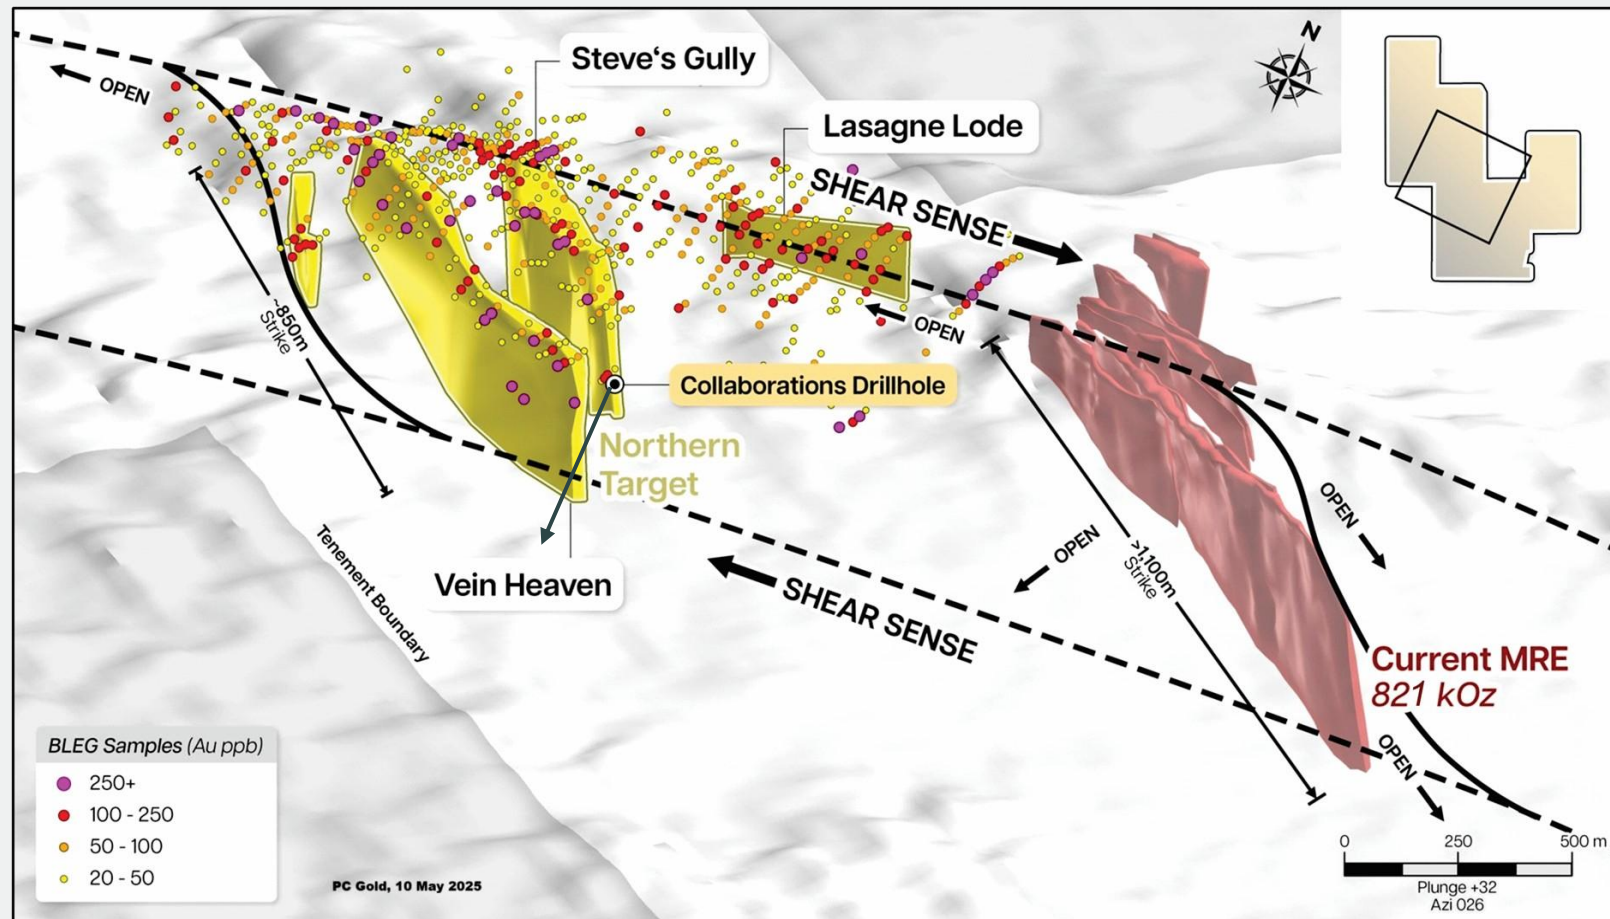 N
Steve‘s Gully
OPEN
Lasagne Lode
SHEAR SENSE
~850m
Strike
OPEN
Collaborations Drillhole
Northern
Target
OPEN
Tenement Boundary
OPEN
>1,100m
Strike
Vein Heaven
SHEAR SENSE
Current MRE
821 kOz
OPEN
BLEG Samples (Au ppb)
250+
100 - 250
50 - 100
20 - 50
PC Gold, 10 May 2025
0 250 500 m
Plunge +32
Azi 026